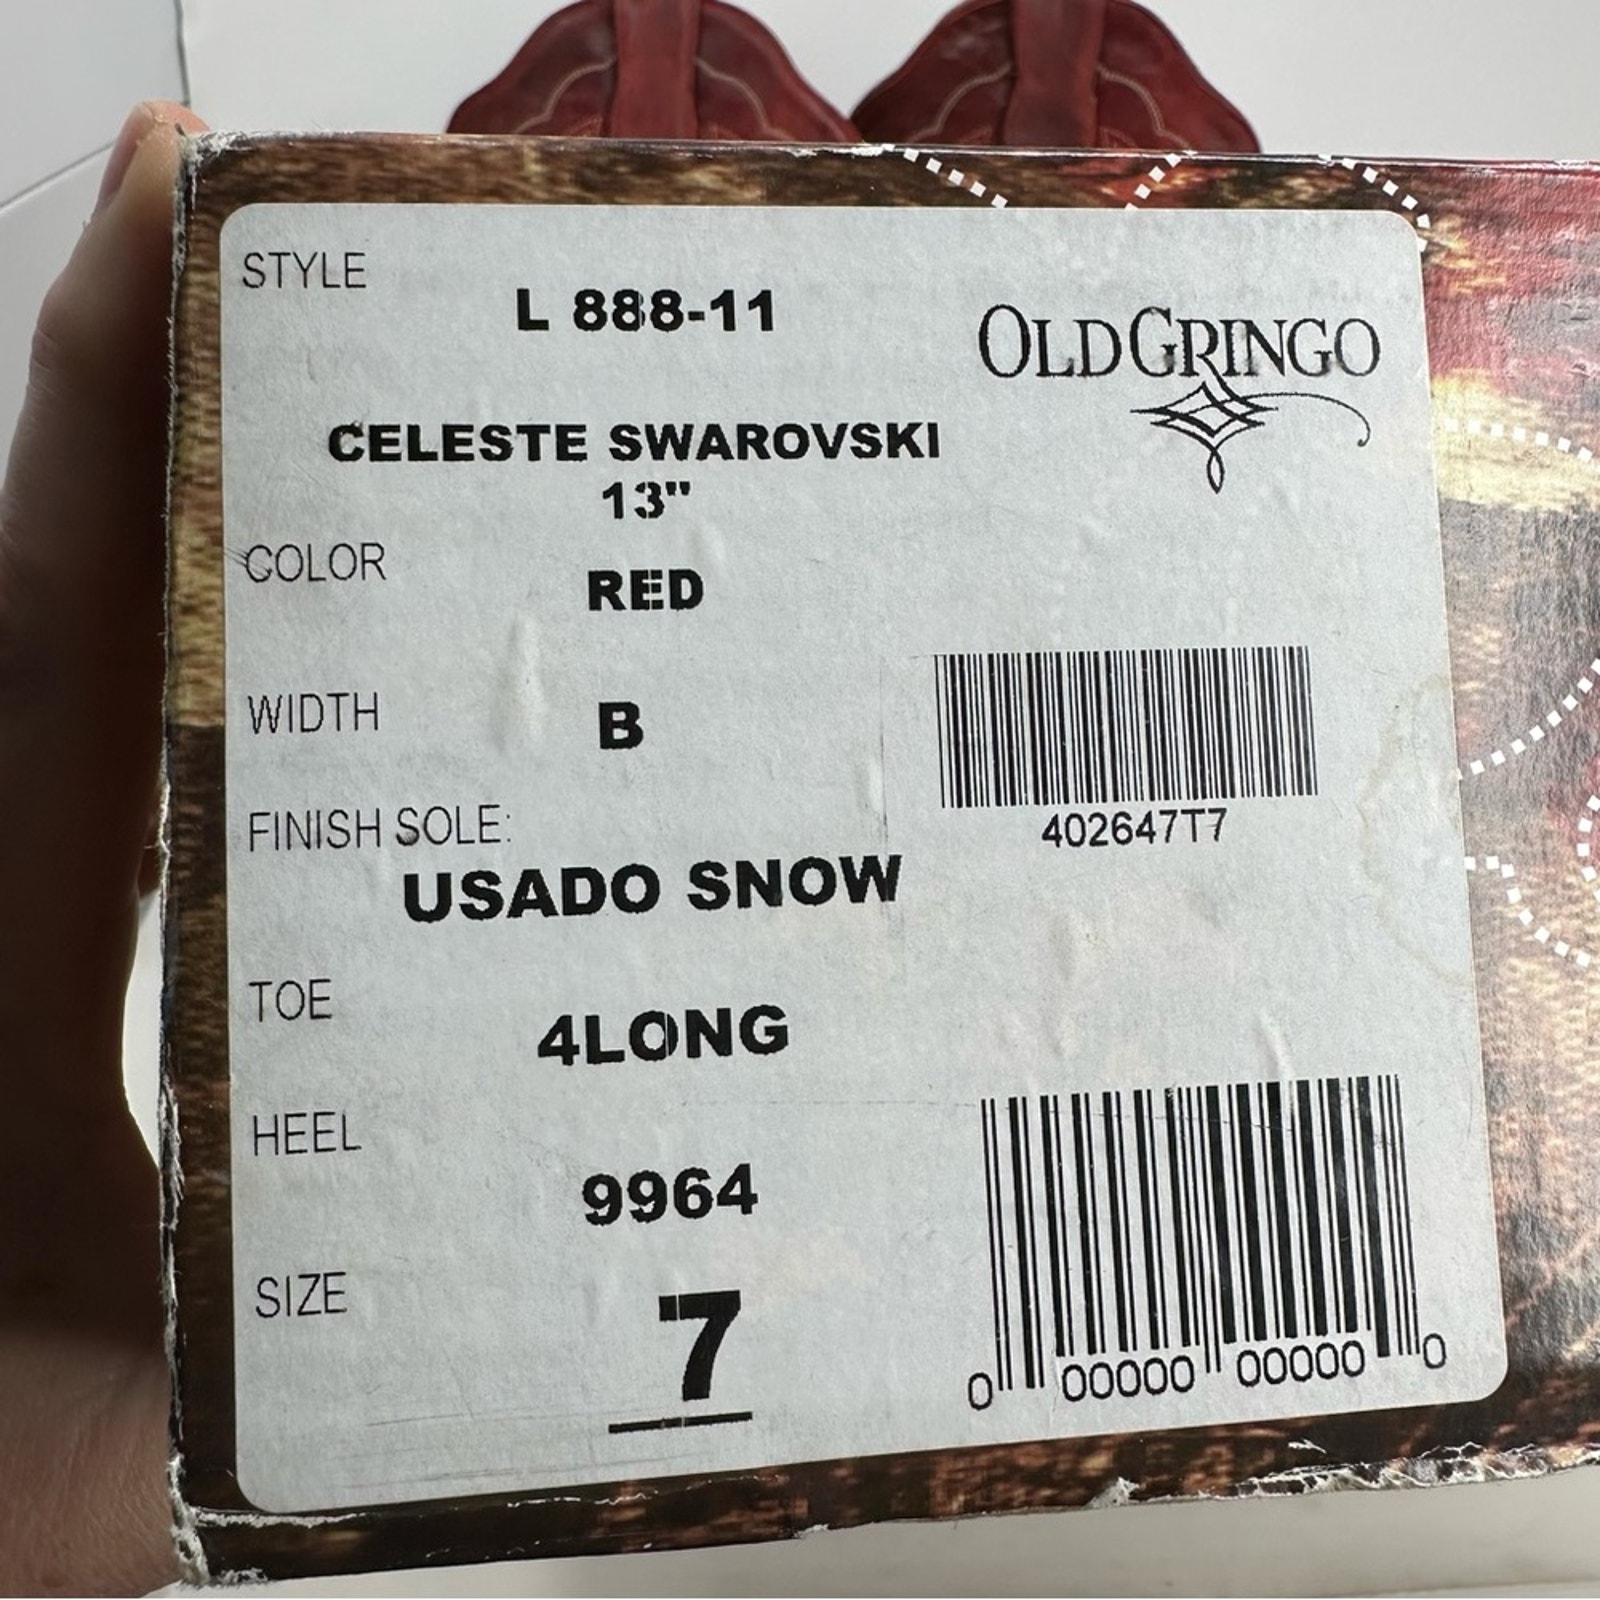 STYLE
L 888-11
OLD GRINGO
CELESTE SWAROVSKI
13"
COLOR
RED
WIDTH
B
402647T7
FINISH SOLE:
USADO SNOW
TOE
4LONG
HEEL
9964
SIZE
7
0 00000 00000 0